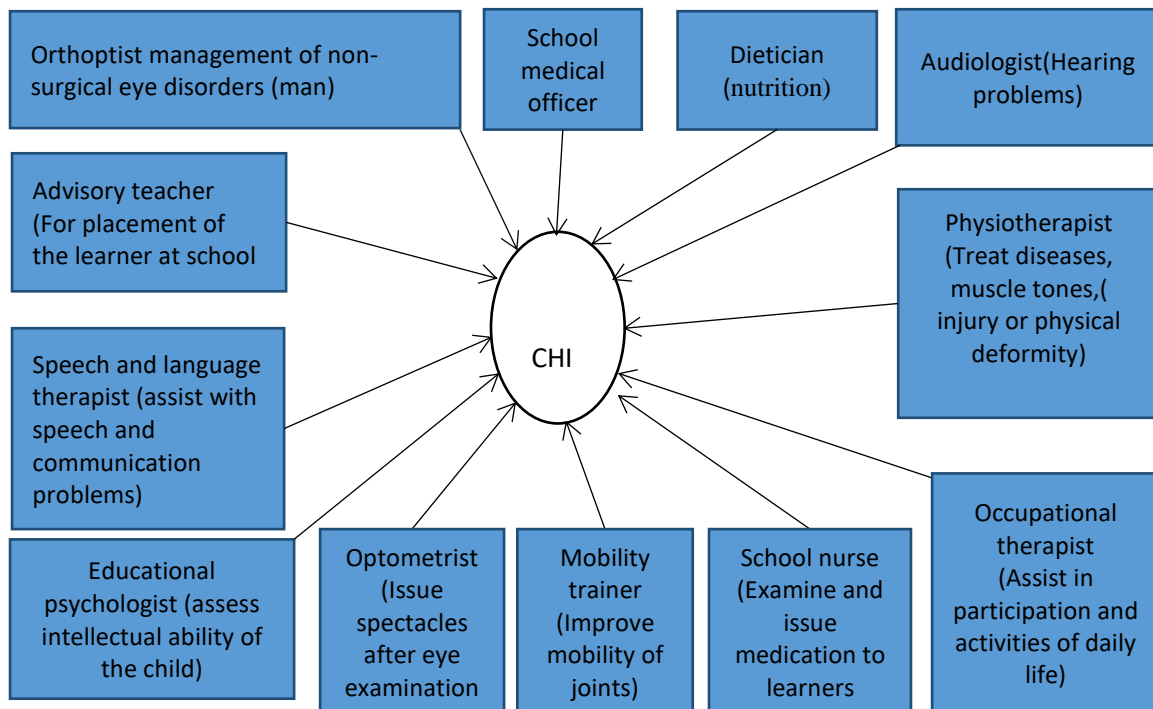 Orthoptist management of non-
surgical eye disorders (man)
School
medical
officer
Dietician
(nutrition)
Audiologist(Hearing
problems)
Advisory teacher
(For placement of
the learner at school
Physiotherapist
(Treat diseases,
muscle tones,(
injury or physical
deformity)
CHI
Speech and language
therapist (assist with
speech and
communication
problems)
Educational
psychologist (assess
intellectual ability of
the child)
Optometrist
(Issue
spectacles
after eye
examination
Mobility
trainer
(Improve
mobility of
joints)
School nurse
(Examine and
issue
medication to
learners
Occupational
therapist
(Assist in
participation and
activities of daily
life)